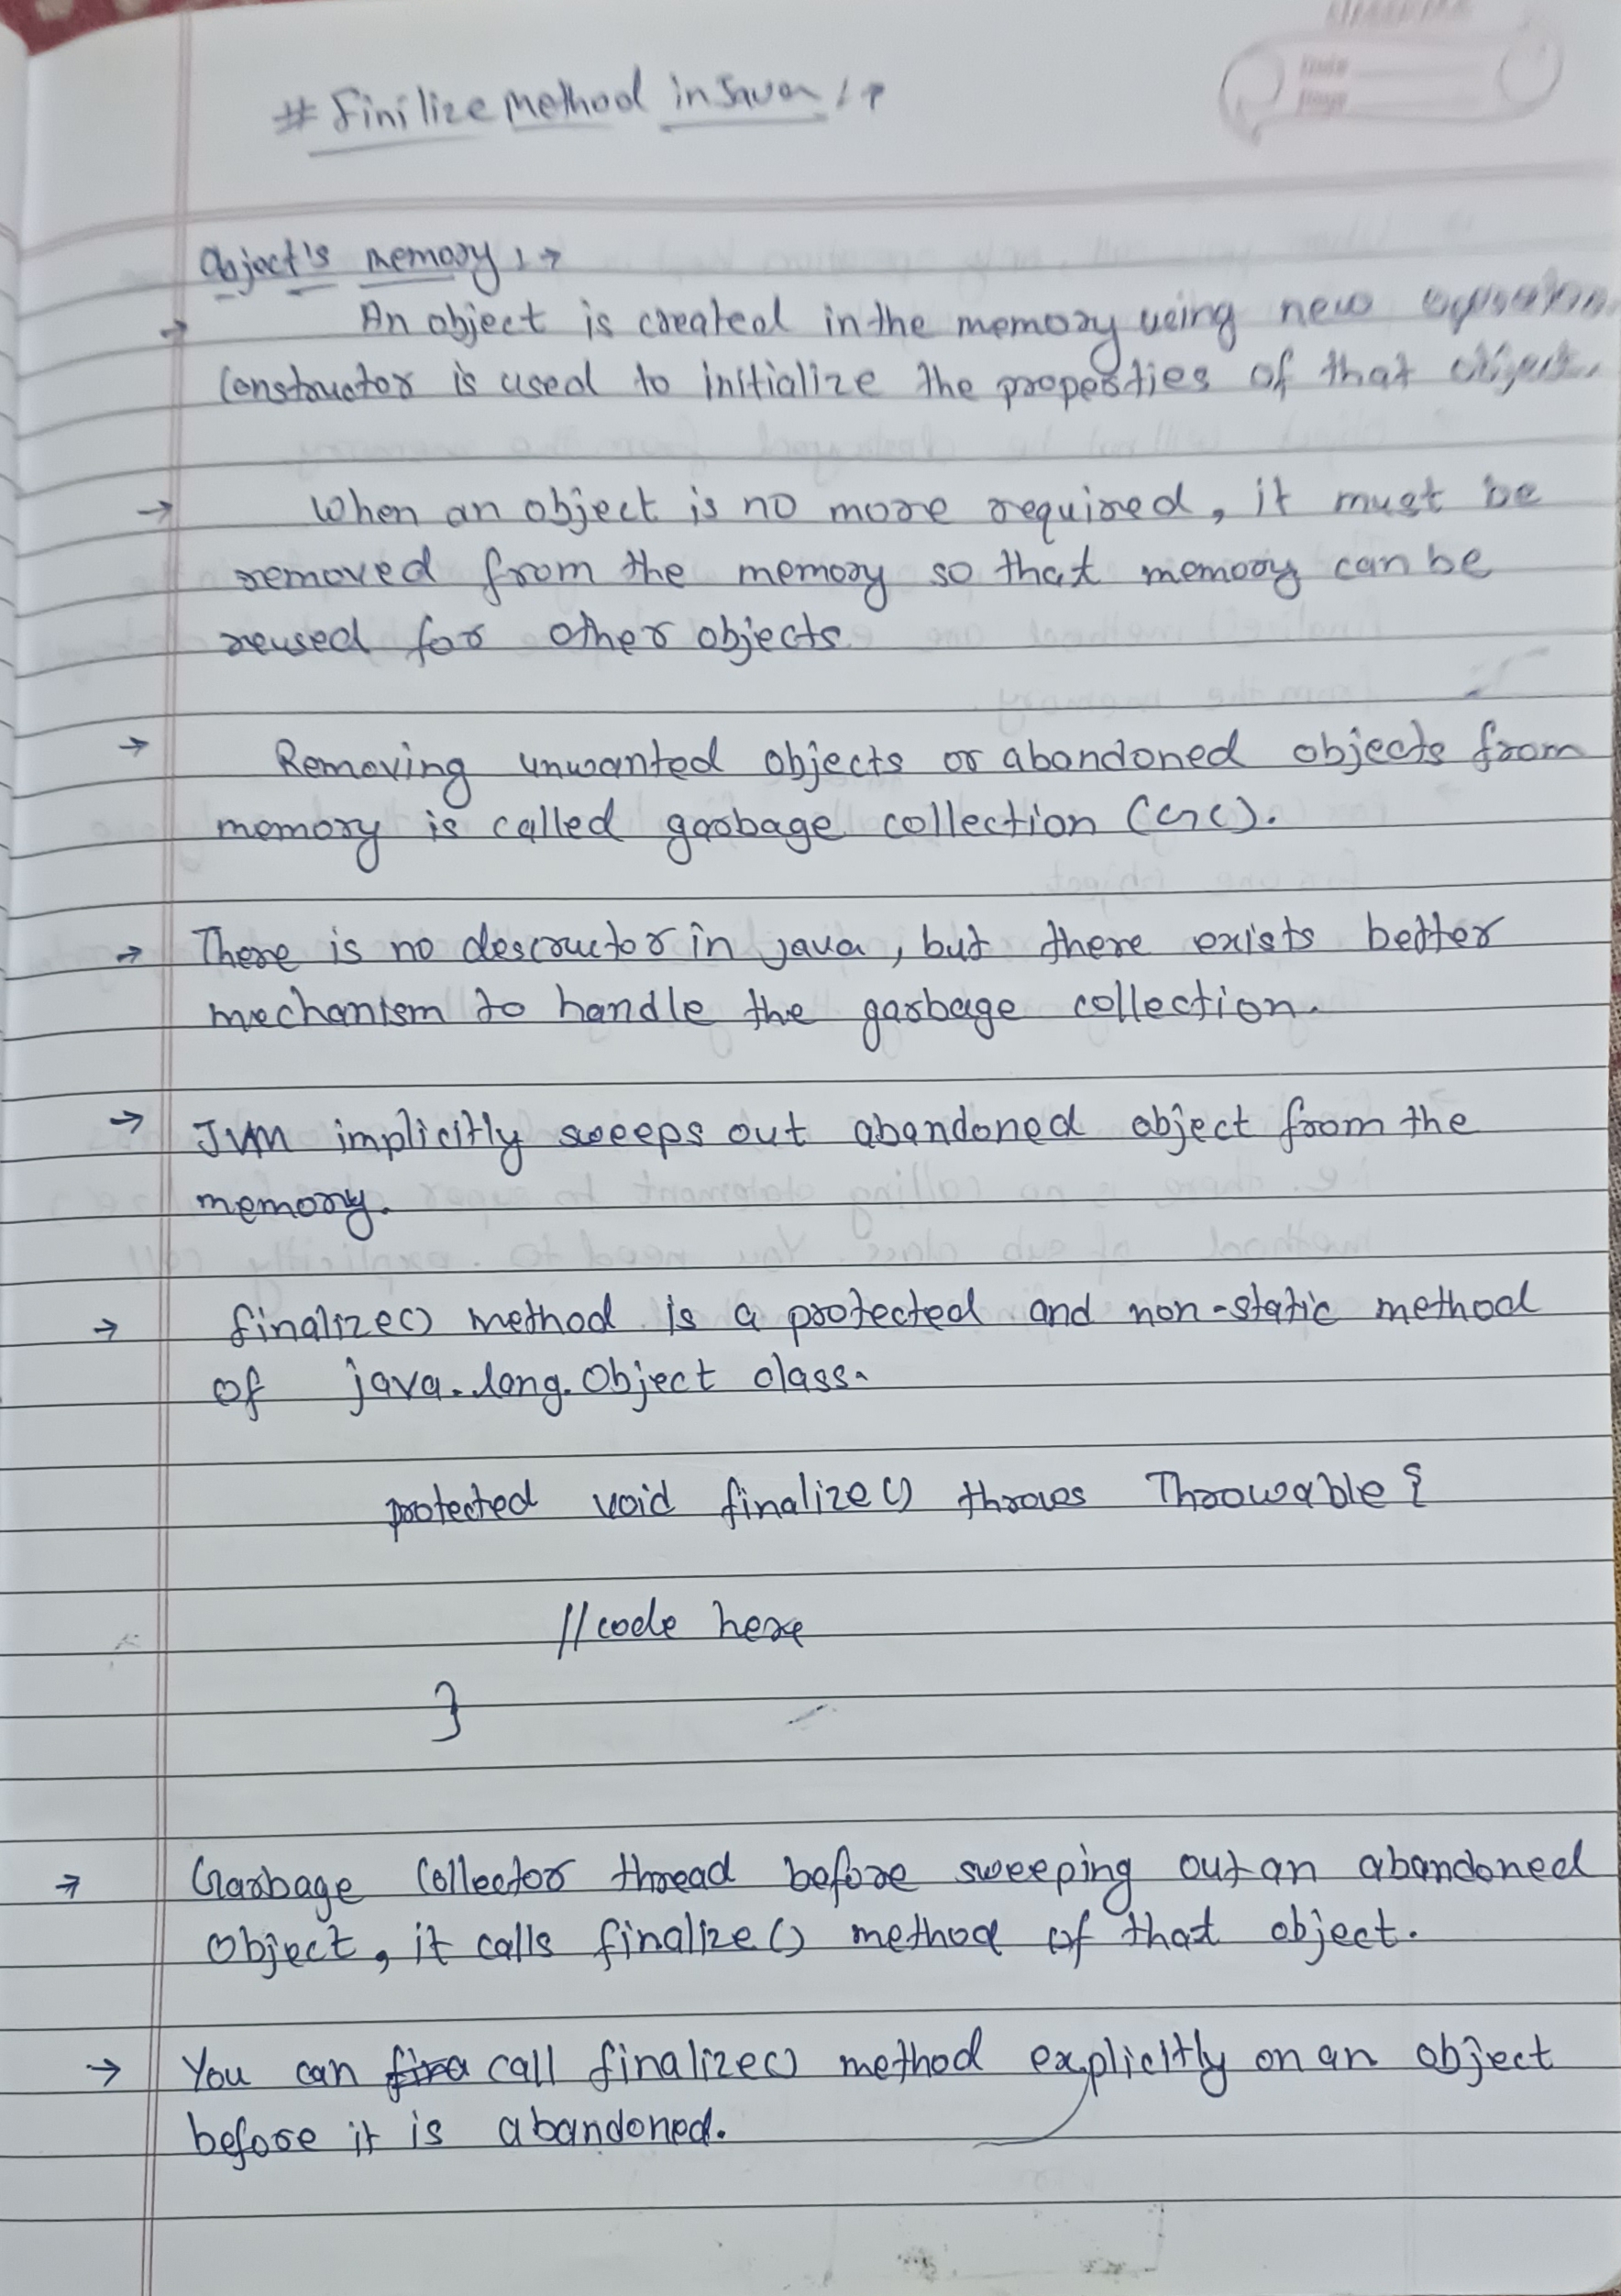 # Finilize Method in Java :→
Object's memory :→
→ An object is created in the memory using new operator.
Constructor is used to initialize the properties of that object.
→ When an object is no more required, it must be
removed from the memory so that memory can be
reused for other objects.
→ Removing unwanted objects or abandoned objects from
memory is called garbage collection (GC).
→ There is no descructor in java, but there exists better
mechanism to handle the garbage collection.
→ JVM implicitly sweeps out abandoned object from the
memory.
→ finalize() method is a protected and non-static method
of java.lang.Object class.
protected void finalize() throws Throwable {
//code here
}
→ Garbage Collector thread before sweeping out an abandoned
object, it calls finalize() method of that object.
→ You can call finalize() method explicitly on an object
before it is abandoned.